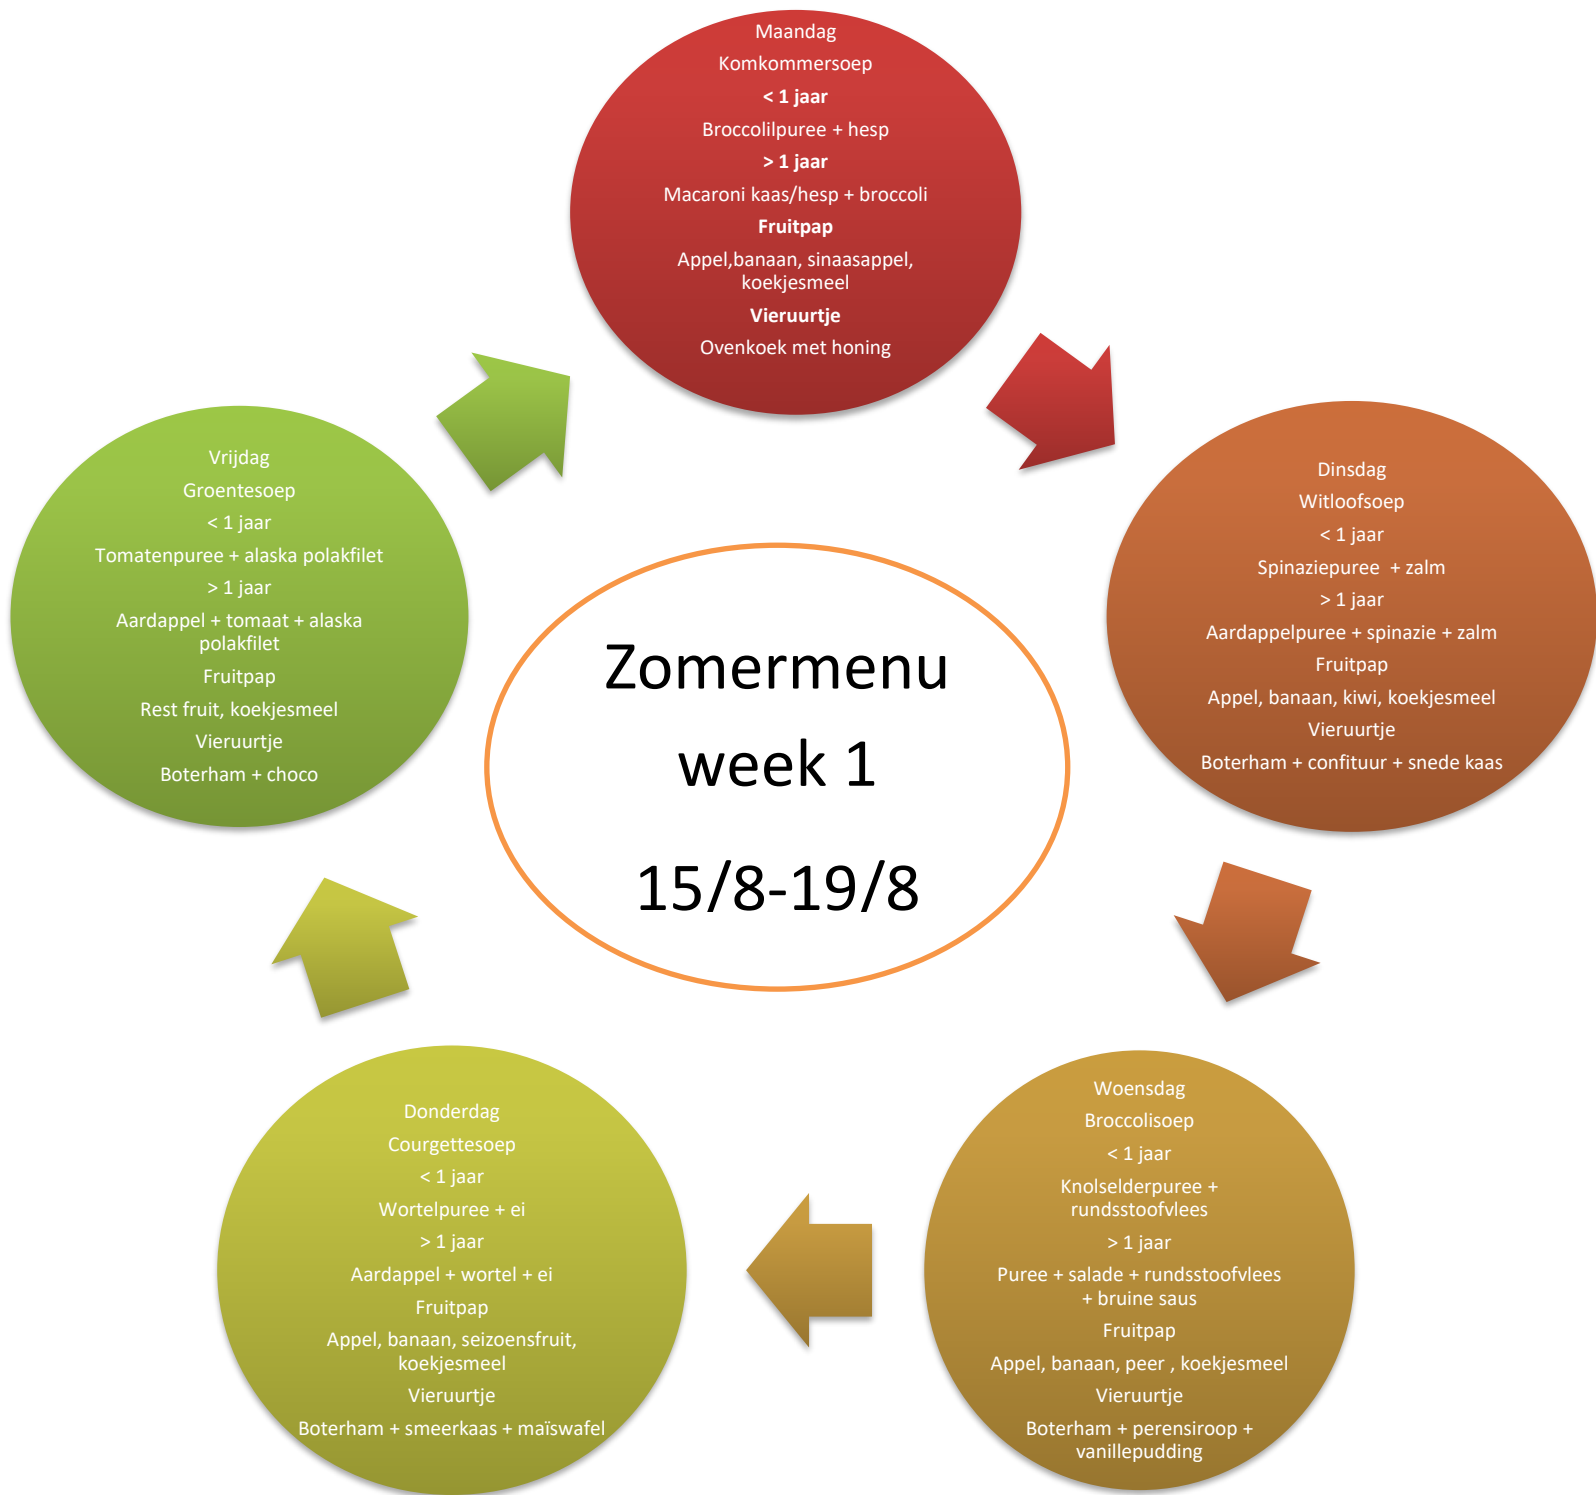 Maandag
Komkommersoep
< 1 jaar
Broccolilpuree + hesp
> 1 jaar
Macaroni kaas/hesp + broccoli
Fruitpap
Appel,banaan, sinaasappel,
koekjesmeel
Vieruurtje
Ovenkoek met honing
Dinsdag
Witloofsoep
< 1 jaar
Spinaziepuree + zalm
> 1 jaar
Aardappelpuree + spinazie + zalm
Fruitpap
Appel, banaan, kiwi, koekjesmeel
Vieruurtje
Boterham + confituur + snede kaas
Woensdag
Broccolisoep
< 1 jaar
Knolselderpuree +
rundsstoofvlees
> 1 jaar
Puree + salade + rundsstoofvlees
+ bruine saus
Fruitpap
Appel, banaan, peer , koekjesmeel
Vieruurtje
Boterham + perensiroop +
vanillepudding
Donderdag
Courgettesoep
< 1 jaar
Wortelpuree + ei
> 1 jaar
Aardappel + wortel + ei
Fruitpap
Appel, banaan, seizoensfruit,
koekjesmeel
Vieruurtje
Boterham + smeerkaas + maïswafel
Vrijdag
Groentesoep
< 1 jaar
Tomatenpuree + alaska polakfilet
> 1 jaar
Aardappel + tomaat + alaska
polakfilet
Fruitpap
Rest fruit, koekjesmeel
Vieruurtje
Boterham + choco
Zomermenu
week 1
15/8-19/8